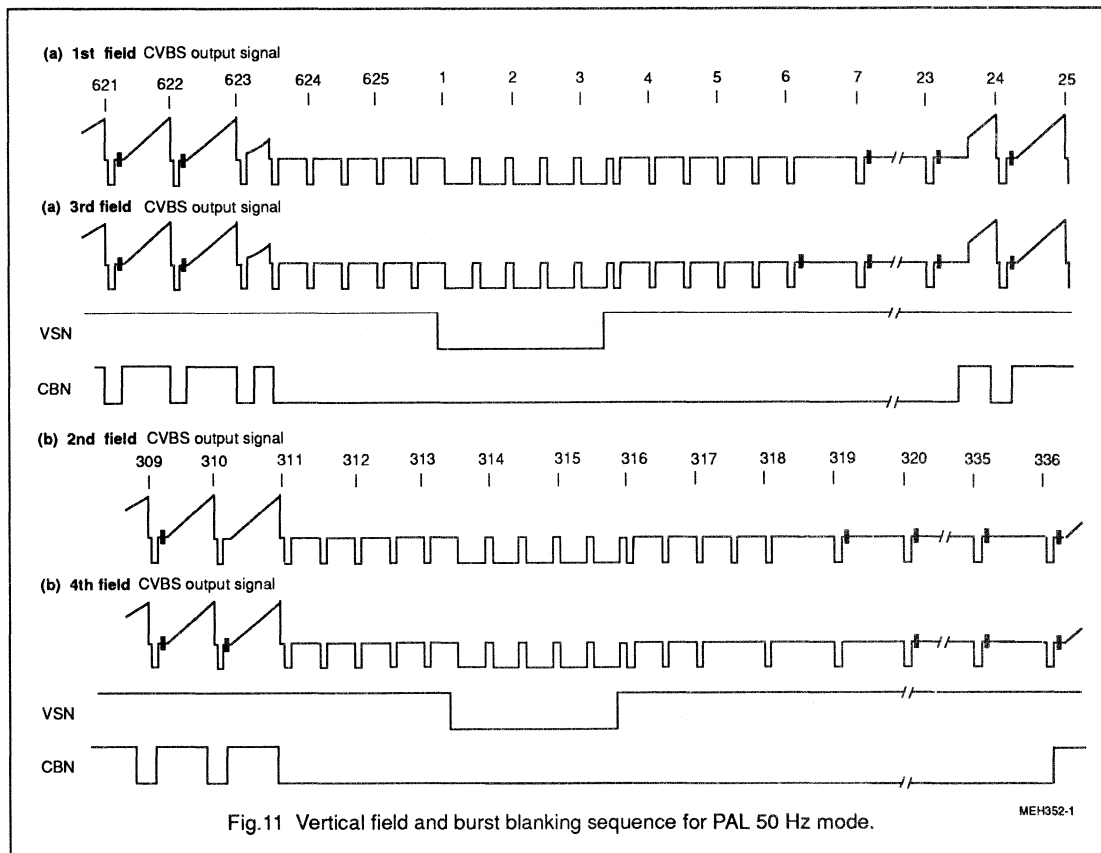 (a) 1st field CVBS output signal
621 622 623 624 625 1 2 3 4 5 6 7 23 24 25
(a) 3rd field CVBS output signal
VSN
CBN
(b) 2nd field CVBS output signal
309 310 311 312 313 314 315 316 317 318 319 320 335 336
(b) 4th field CVBS output signal
VSN
CBN
Fig.11 Vertical field and burst blanking sequence for PAL 50 Hz mode.
MEH352-1